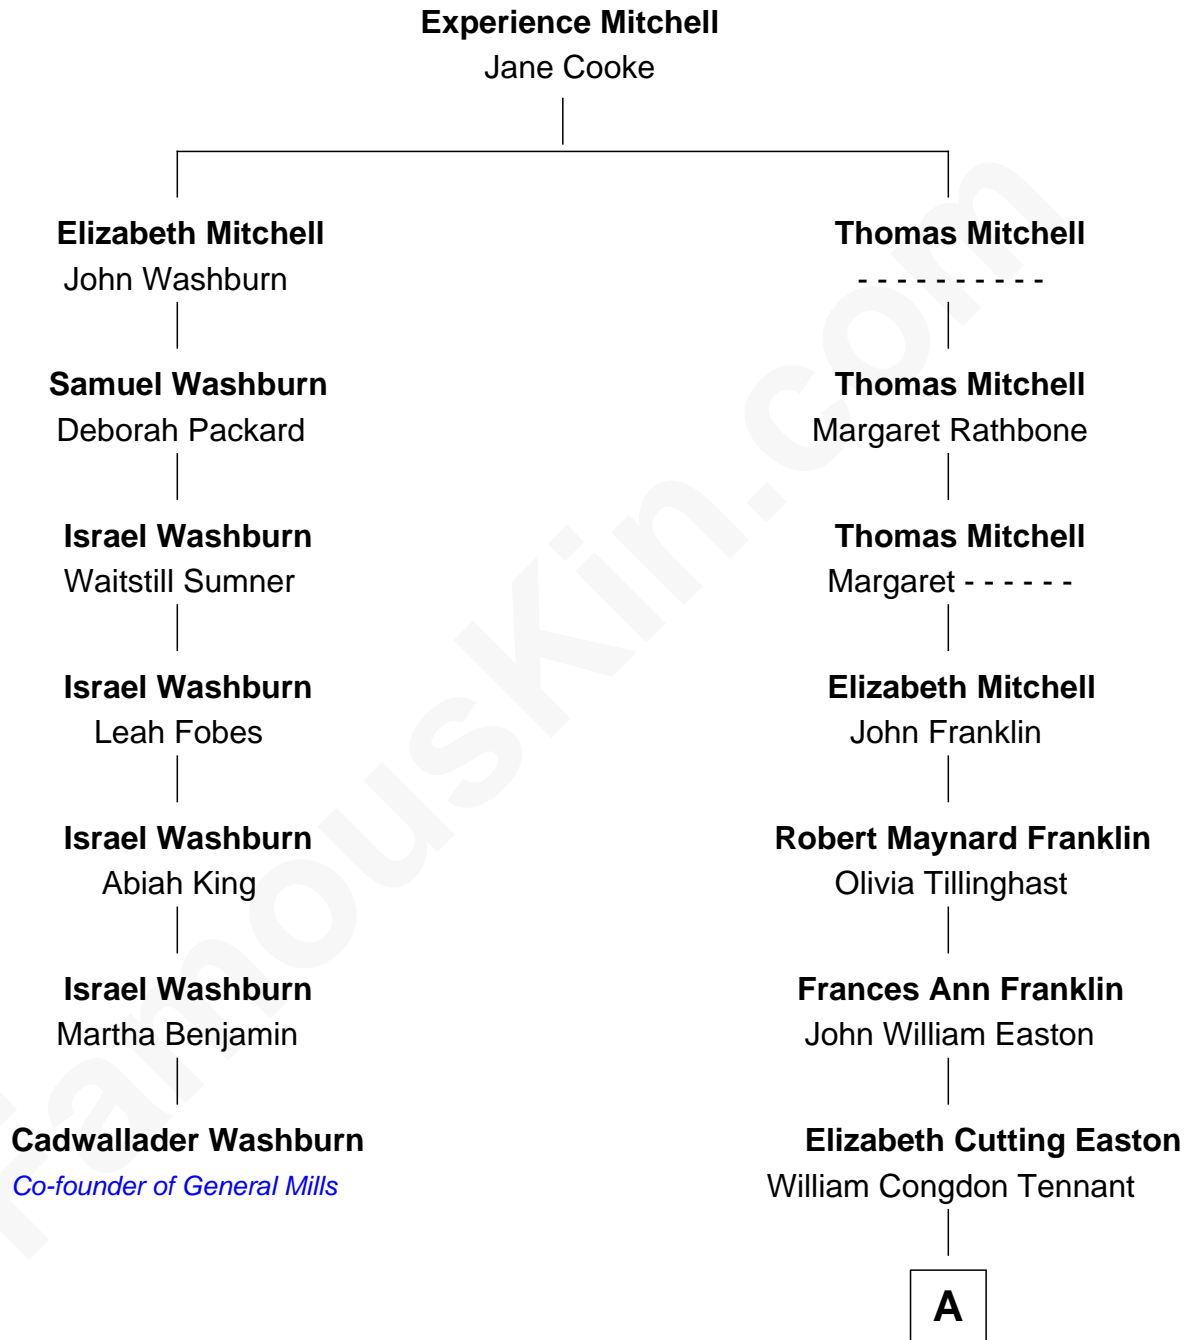 Experience Mitchell
Jane Cooke
Elizabeth Mitchell
John Washburn
Samuel Washburn
Deborah Packard
Israel Washburn
Waitstill Sumner
Israel Washburn
Leah Fobes
Israel Washburn
Abiah King
Israel Washburn
Martha Benjamin
Cadwallader Washburn
Co-founder of General Mills
Thomas Mitchell
- - - - - - - - - -
Thomas Mitchell
Margaret Rathbone
Thomas Mitchell
Margaret - - - - - -
Elizabeth Mitchell
John Franklin
Robert Maynard Franklin
Olivia Tillinghast
Frances Ann Franklin
John William Easton
Elizabeth Cutting Easton
William Congdon Tennant
A
FamousKin.com